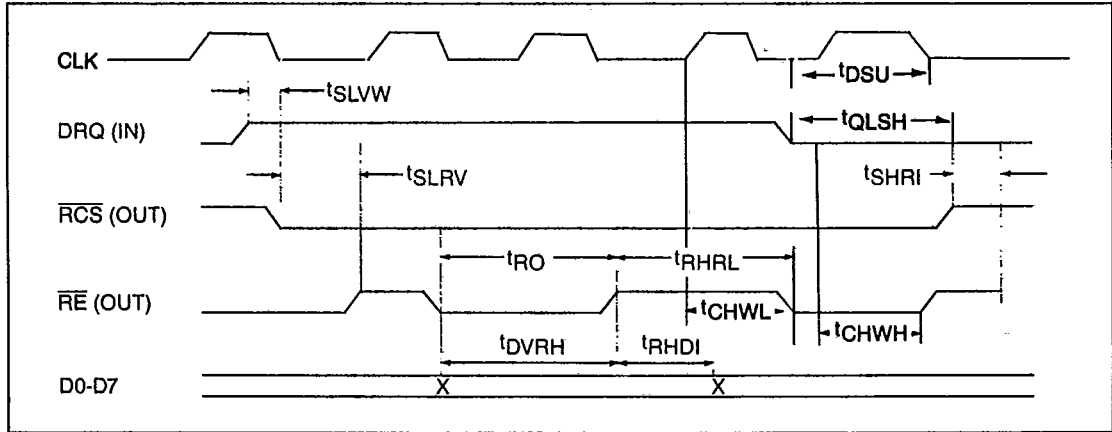 CLK
tDSU
tSLVW
DRQ (IN)
tQLSH
tSLRV
tSHRI
RCS (OUT)
tRO
tRHRL
RE (OUT)
tCHWL
tCHWH
tDVRH
tRHDI
D0-D7
X
X